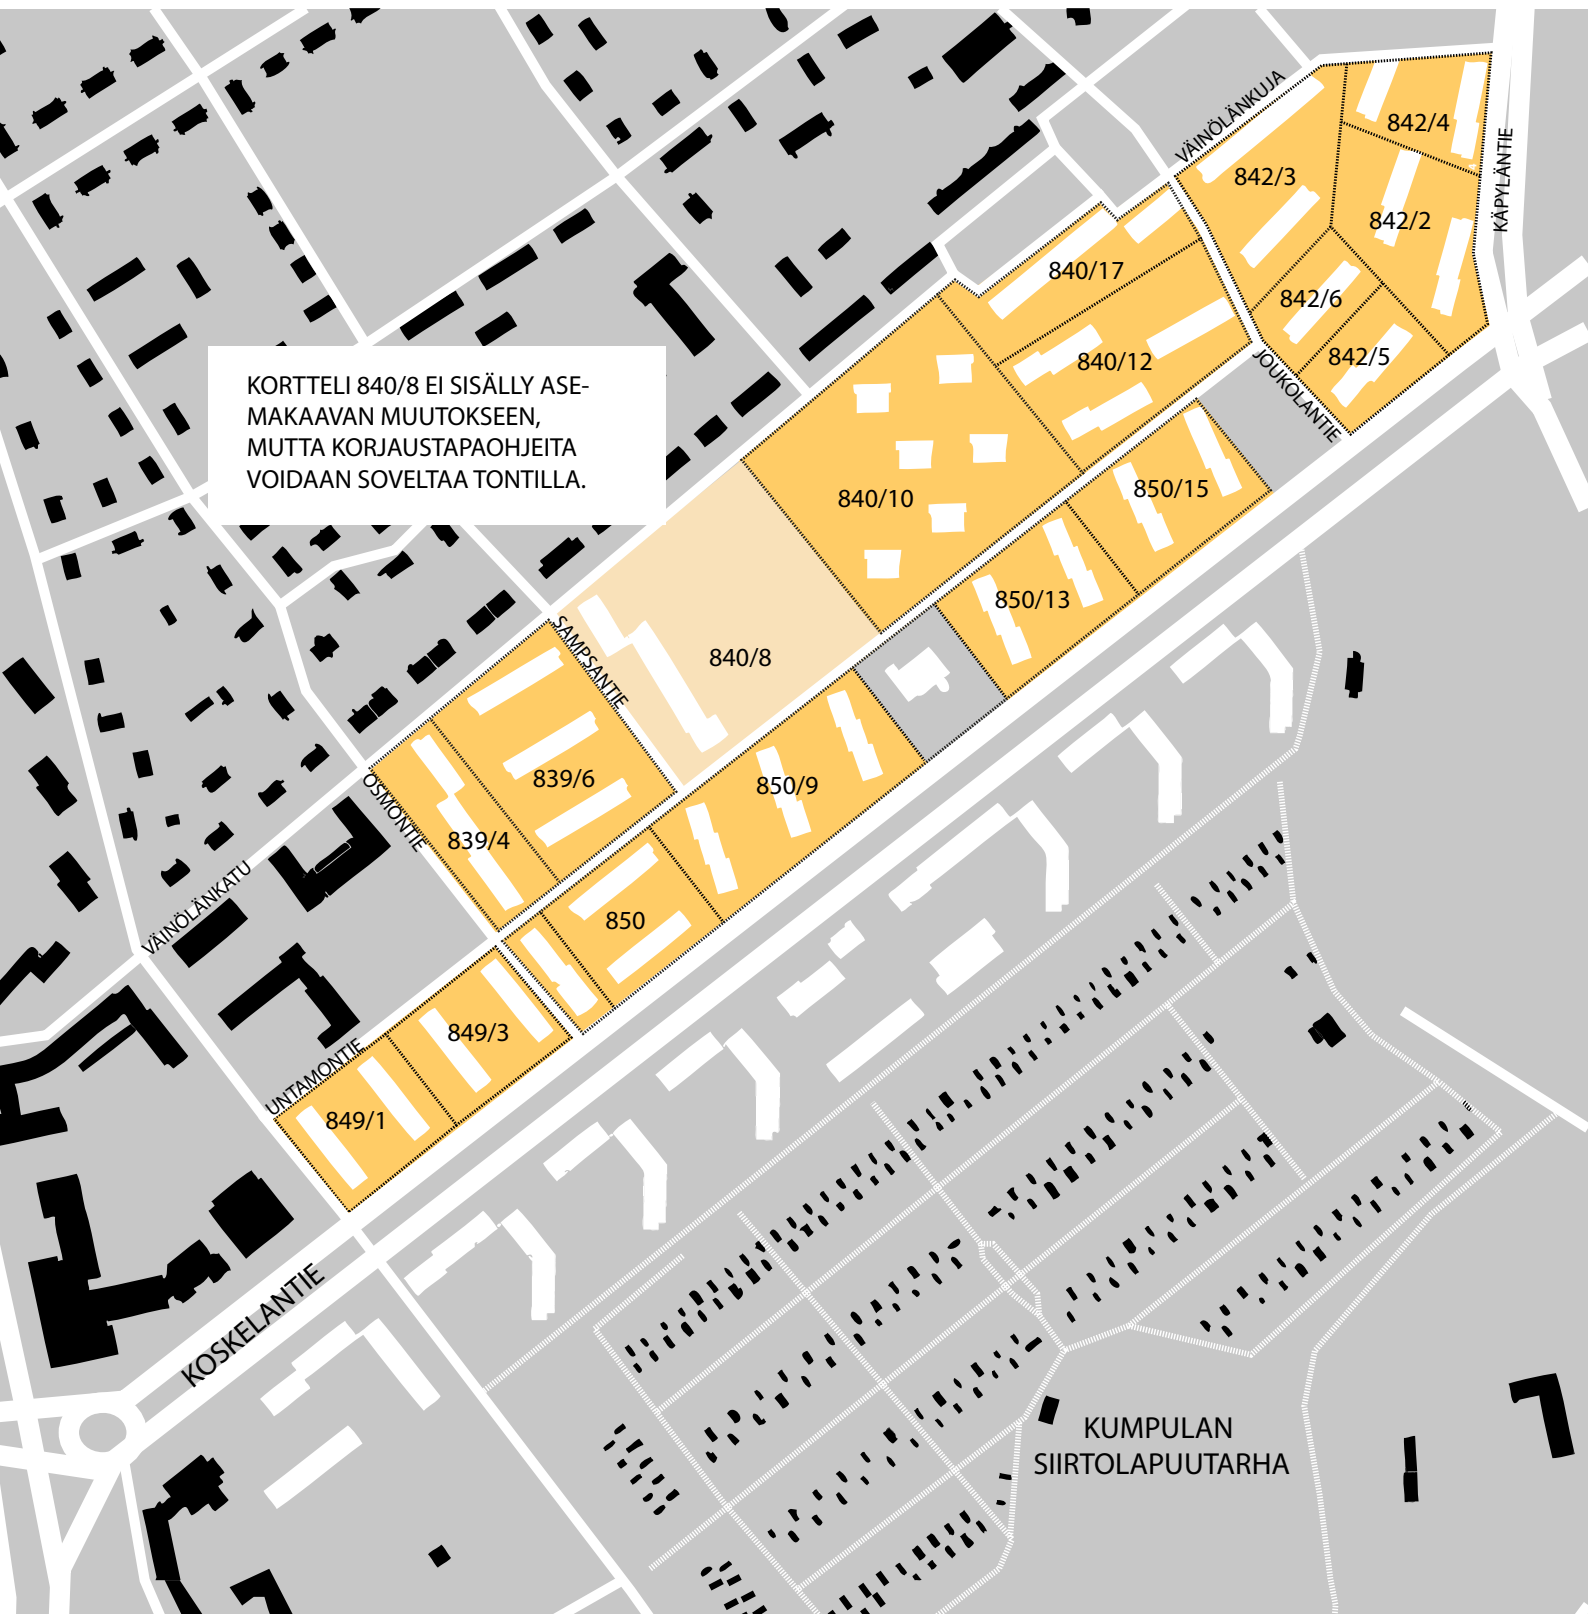 VÄINÖLÄNKUJA
842/4
KÄPYLÄNTIE
842/3
842/2
840/17
842/6
842/5
840/12
JOUKOLANTIE
KORTTELI 840/8 EI SISÄLLY ASE-
MAKAAVAN MUUTOKSEEN,
MUTTA KORJAUSTAPAOHJEITA
VOIDAAN SOVELTAA TONTILLA.
840/10
850/15
850/13
SAMPSANTIE
840/8
839/6
850/9
OSMONTIE
839/4
VÄINÖLÄNKATU
850
849/3
UNTAMONTIE
849/1
KOSKELANTIE
KUMPULAN
SIIRTOLAPUUTARHA